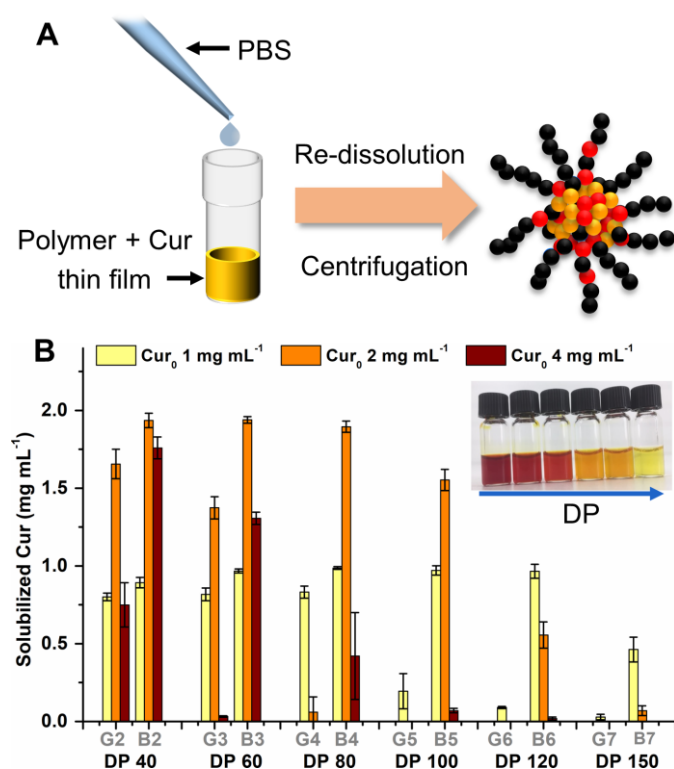 A
PBS
Re-dissolution
Polymer + Cur
thin film
Centrifugation
B
Cur₀ 1 mg mL⁻¹ Cur₀ 2 mg mL⁻¹ Cur₀ 4 mg mL⁻¹
DP
Solubilized Cur (mg mL⁻¹)
2.0
1.5
1.0
0.5
0.0
G2 B2 G3 B3 G4 B4 G5 B5 G6 B6 G7 B7
DP 40 DP 60 DP 80 DP 100 DP 120 DP 150